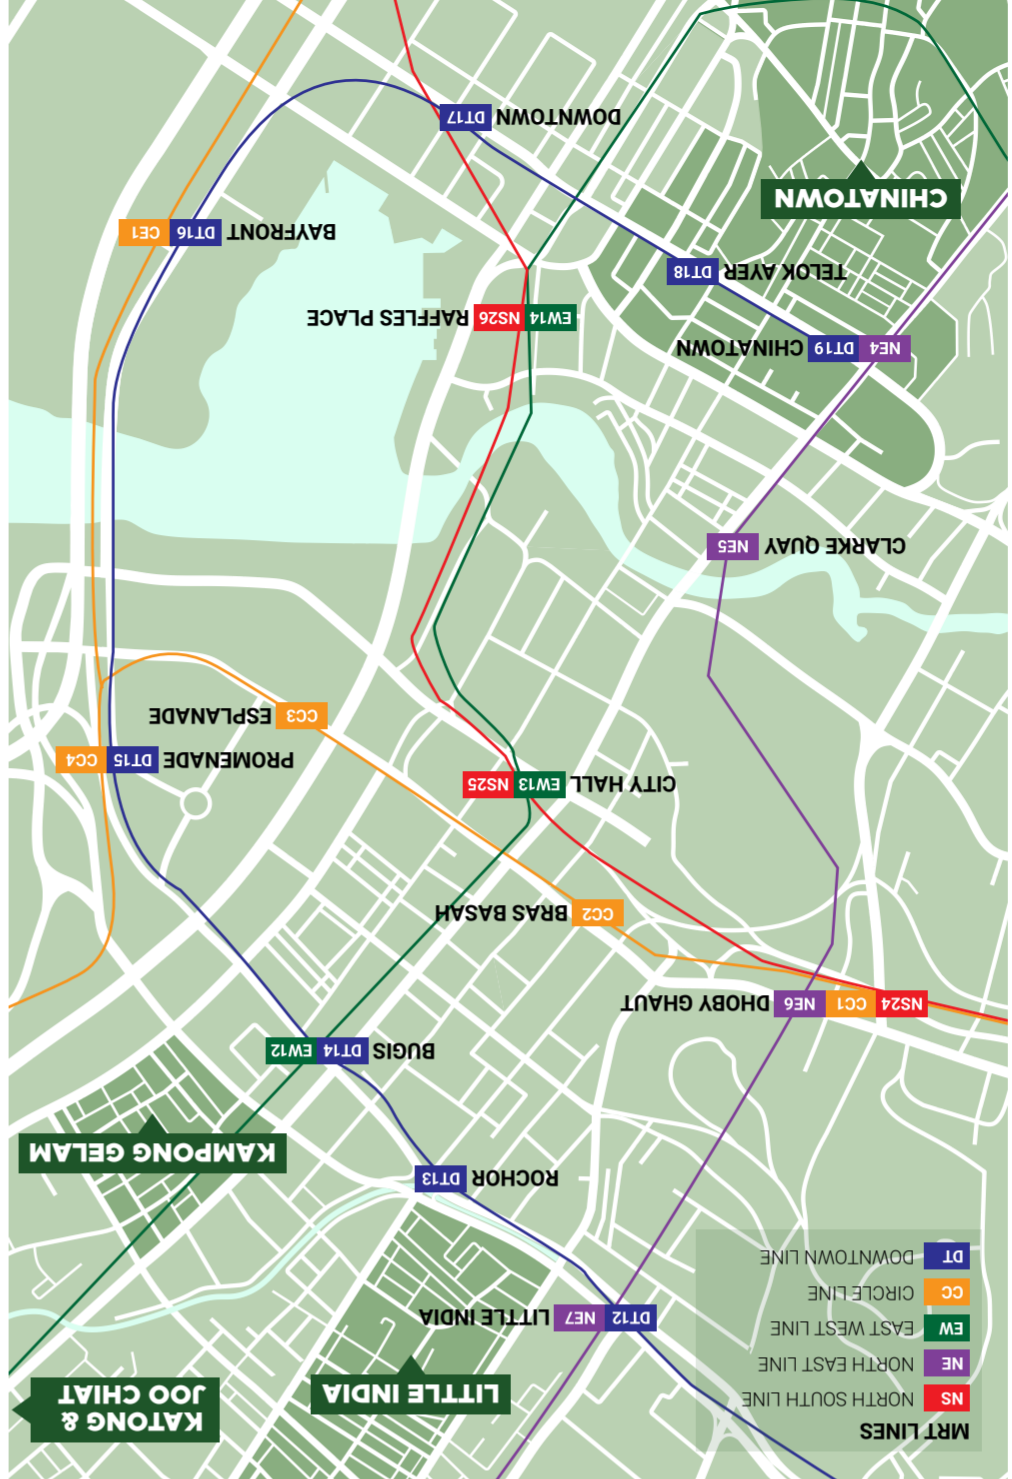 MRT LINES
NS NORTH SOUTH LINE
NE NORTH EAST LINE
EW EAST WEST LINE
CC CIRCLE LINE
DT DOWNTOWN LINE
LITTLE INDIA
KATONG &
JOO CHIAT
DT12 NE7 LITTLE INDIA
ROCHOR DT13
KAMPONG GELAM
BUGIS DT14 EW12
NS24 CC1 NE6 DHOBY GHAUT
CC2 BRAS BASAH
CITY HALL EW13 NS25
PROMENADE DT15 CC4
CC3 ESPLANADE
CLARKE QUAY NE5
NE4 DT19 CHINATOWN
EW14 NS26 RAFFLES PLACE
TELOK AYER DT18
BAYFRONT DT16 CE1
CHINATOWN
DOWNTOWN DT17